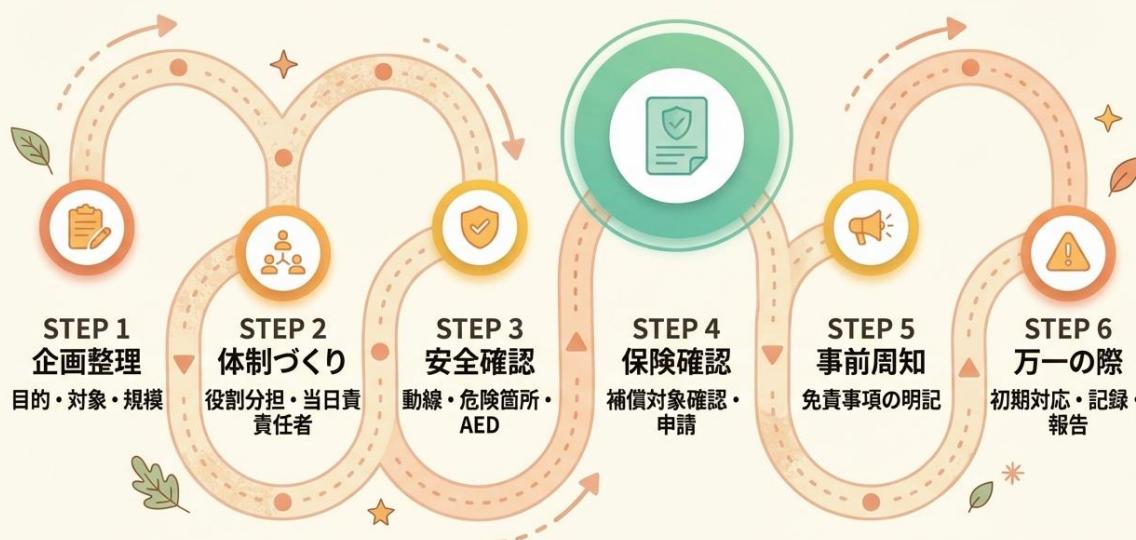 STEP 1
企画整理
目的・対象・規模
STEP 2
体制づくり
役割分担・当日責
責任者
STEP 3
安全確認
動線・危険箇所・
AED
STEP 4
保険確認
補償対象確認・
申請
STEP 5
事前周知
免責事項の明記
STEP 6
万一の際
初期対応・記録・
報告